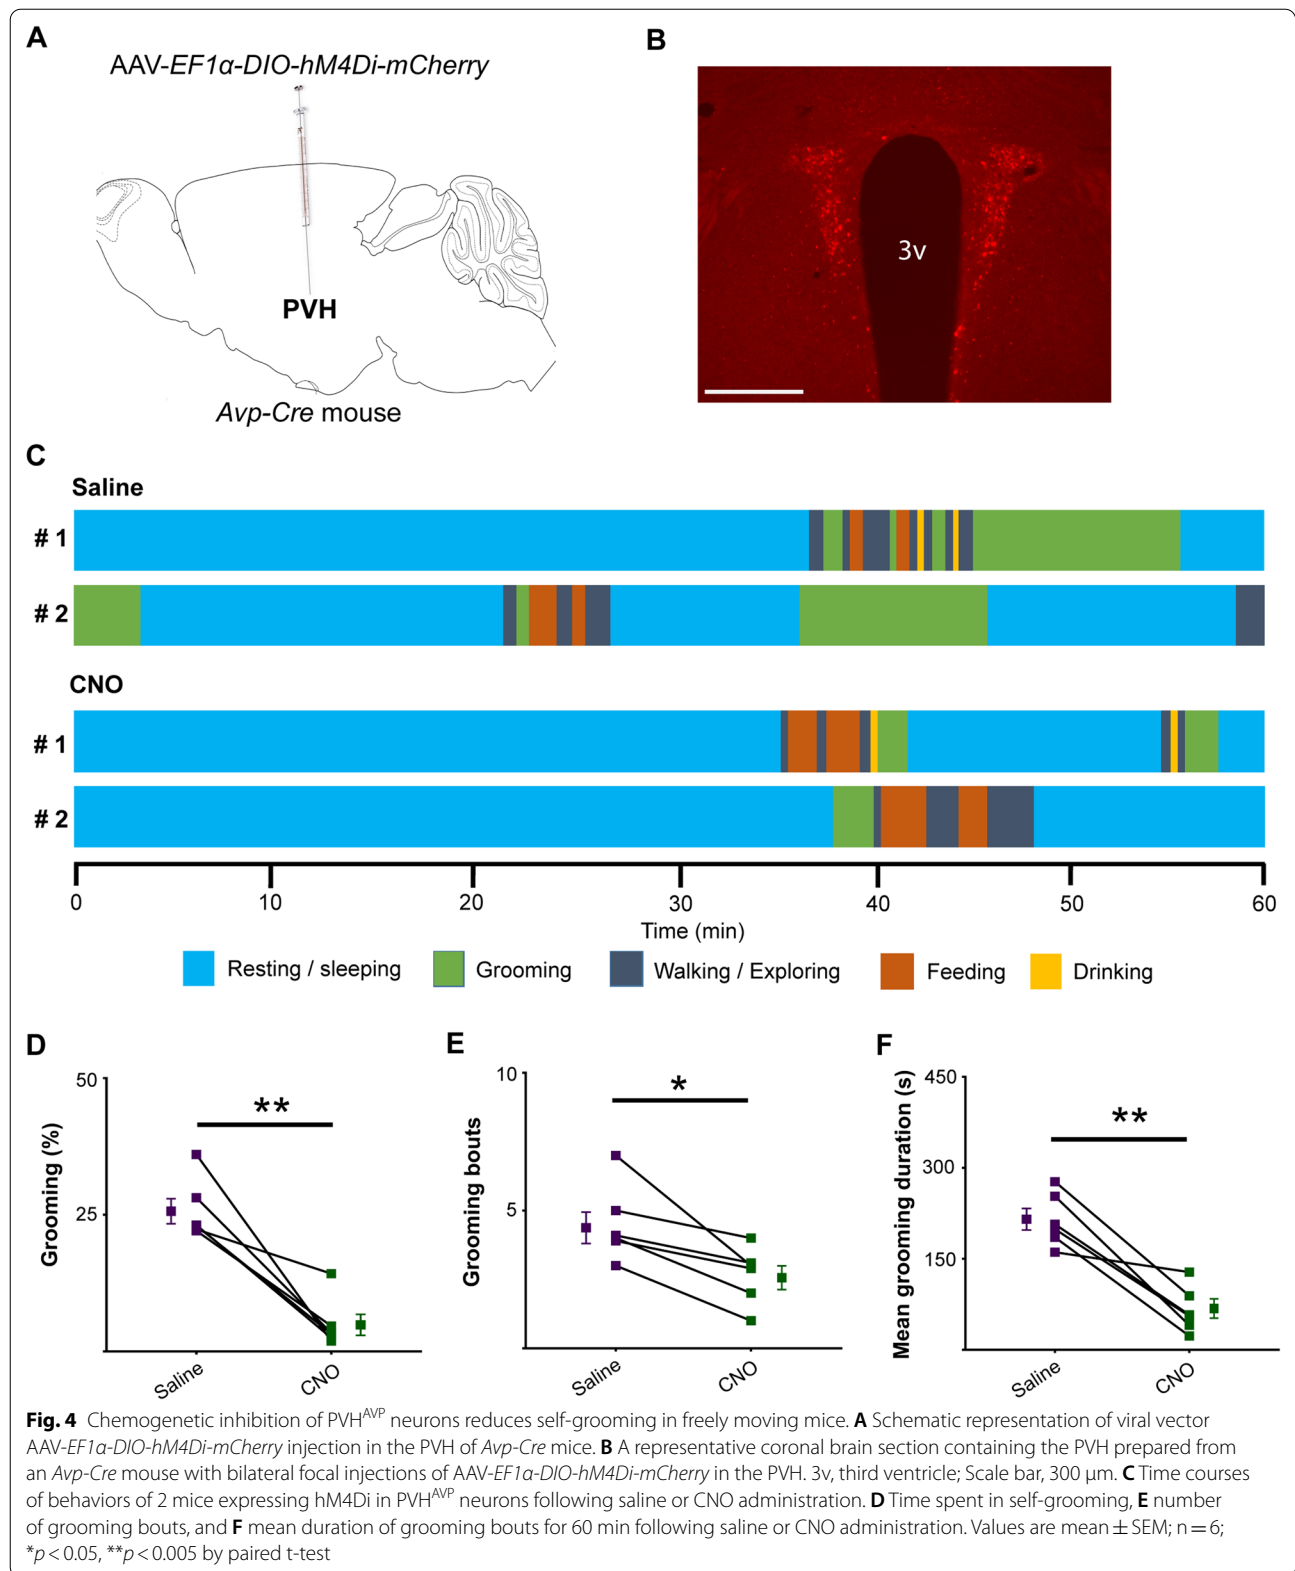 A
AAV-EF1α-DIO-hM4Di-mCherry
PVH
Avp-Cre mouse
B
3v
C
Saline
# 1
# 2
CNO
# 1
# 2
0 10 20 30 40 50 60
Time (min)
Resting / sleeping Grooming Walking / Exploring Feeding Drinking
D
Grooming (%)
50
25
**
Saline CNO
E
Grooming bouts
10
5
*
Saline CNO
F
Mean grooming duration (s)
450
300
150
**
Saline CNO
Fig. 4 Chemogenetic inhibition of PVHAVP neurons reduces self-grooming in freely moving mice. A Schematic representation of viral vector
AAV-EF1α-DIO-hM4Di-mCherry injection in the PVH of Avp-Cre mice. B A representative coronal brain section containing the PVH prepared from
an Avp-Cre mouse with bilateral focal injections of AAV-EF1α-DIO-hM4Di-mCherry in the PVH. 3v, third ventricle; Scale bar, 300 µm. C Time courses
of behaviors of 2 mice expressing hM4Di in PVHAVP neurons following saline or CNO administration. D Time spent in self-grooming, E number
of grooming bouts, and F mean duration of grooming bouts for 60 min following saline or CNO administration. Values are mean ± SEM; n = 6;
*p < 0.05, **p < 0.005 by paired t-test